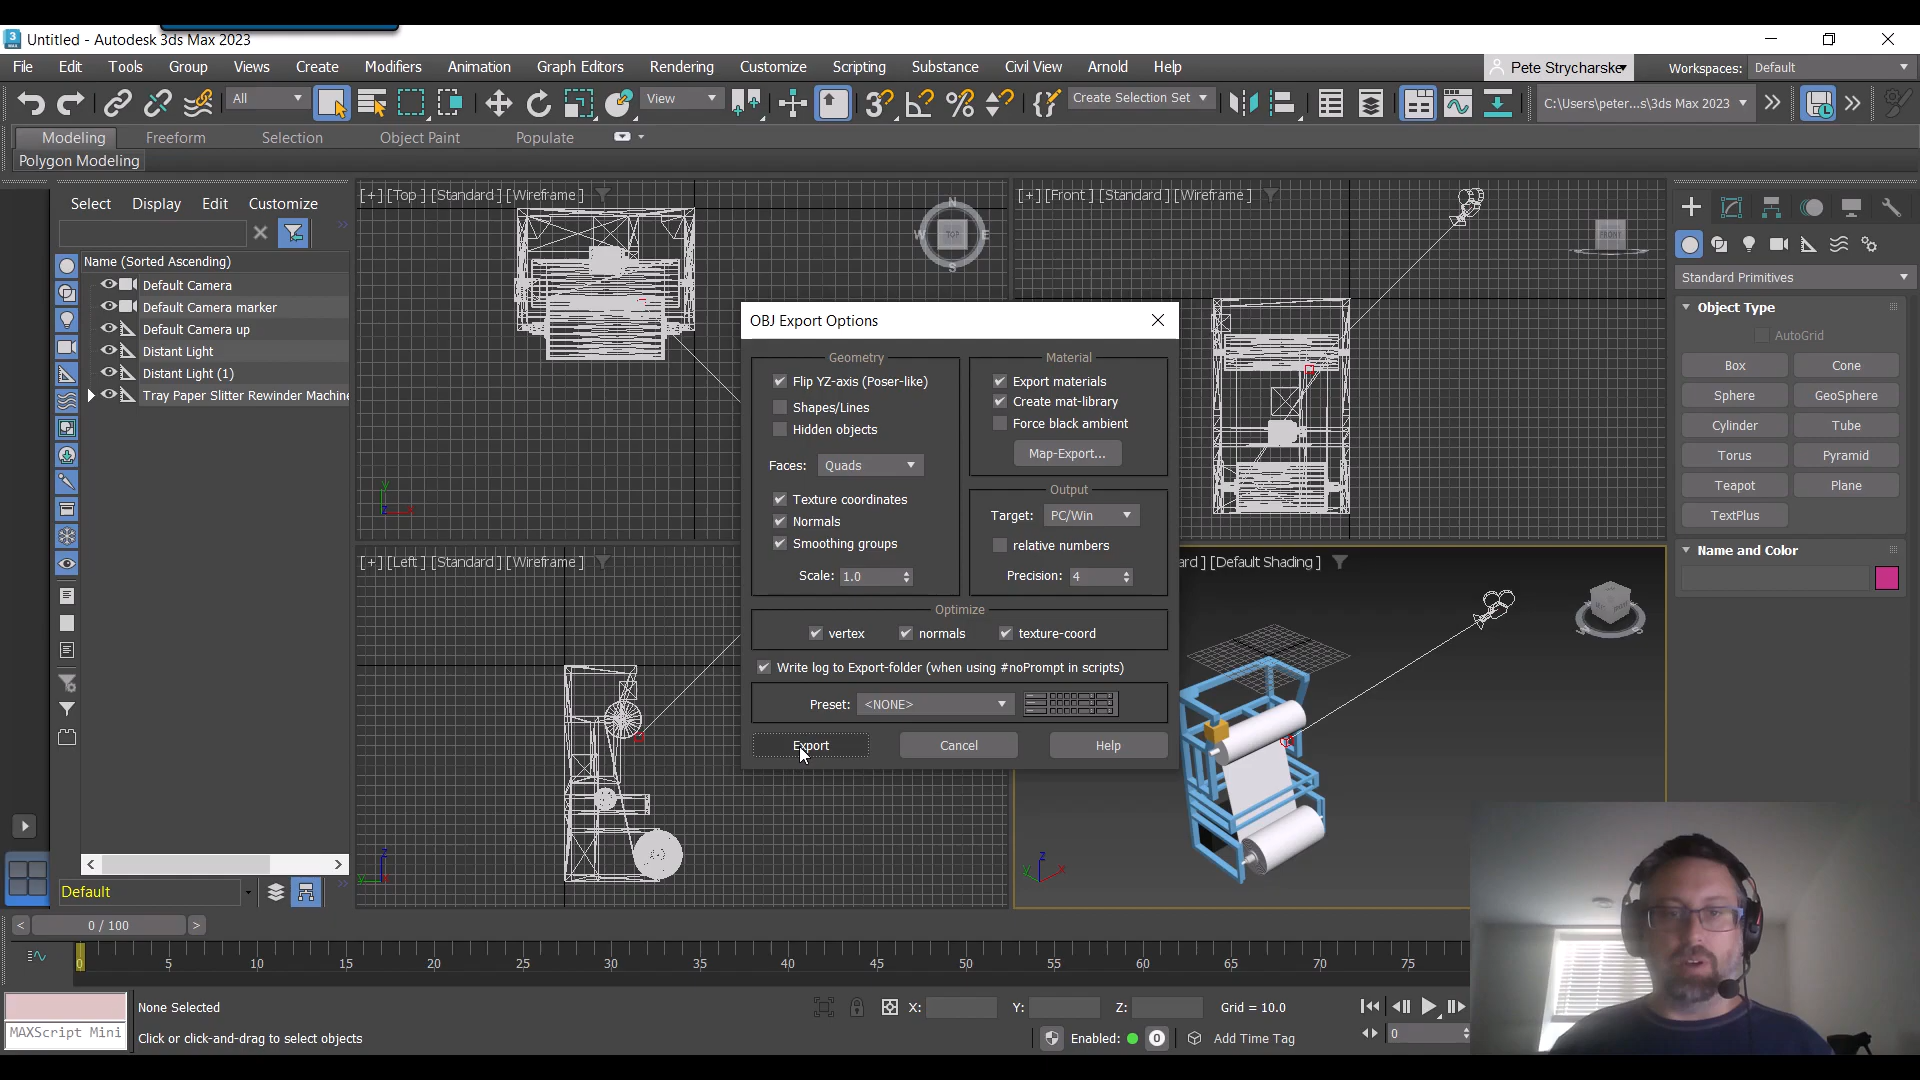 Untitled - Autodesk 3ds Max 2023
File Edit Tools Group Views Create Modifiers Animation Graph Editors Rendering Customize Scripting Substance Civil View Arnold Help
Pete Strycharske
Workspaces: Default
All
View
Create Selection Set
C:\Users\peter...s\3ds Max 2023
Modeling Freeform Selection Object Paint Populate
Polygon Modeling
Select Display Edit Customize
Name (Sorted Ascending)
Default Camera
Default Camera marker
Default Camera up
Distant Light
Distant Light (1)
Tray Paper Slitter Rewinder Machine
Default
[+] [Top ] [Standard ] [Wireframe ]
N
W TOP E
S
[+] [Front ] [Standard ] [Wireframe ]
FRONT
[+] [Left ] [Standard ] [Wireframe ]
ard ] [Default Shading ]
OBJ Export Options
Geometry
Flip YZ-axis (Poser-like)
Shapes/Lines
Hidden objects
Faces: Quads
Texture coordinates
Normals
Smoothing groups
Scale: 1.0
Material
Export materials
Create mat-library
Force black ambient
Map-Export...
Output
Target: PC/Win
relative numbers
Precision: 4
Optimize
vertex normals texture-coord
Write log to Export-folder (when using #noPrompt in scripts)
Preset: <NONE>
Export Cancel Help
Standard Primitives
Object Type
AutoGrid
Box Cone
Sphere GeoSphere
Cylinder Tube
Torus Pyramid
Teapot Plane
TextPlus
Name and Color
0 / 100
0 5 10 15 20 25 30 35 40 45 50 55 60 65 70 75
None Selected
X: Y: Z: Grid = 10.0
MAXScript Mini
Click or click-and-drag to select objects
Enabled: 0 Add Time Tag
0